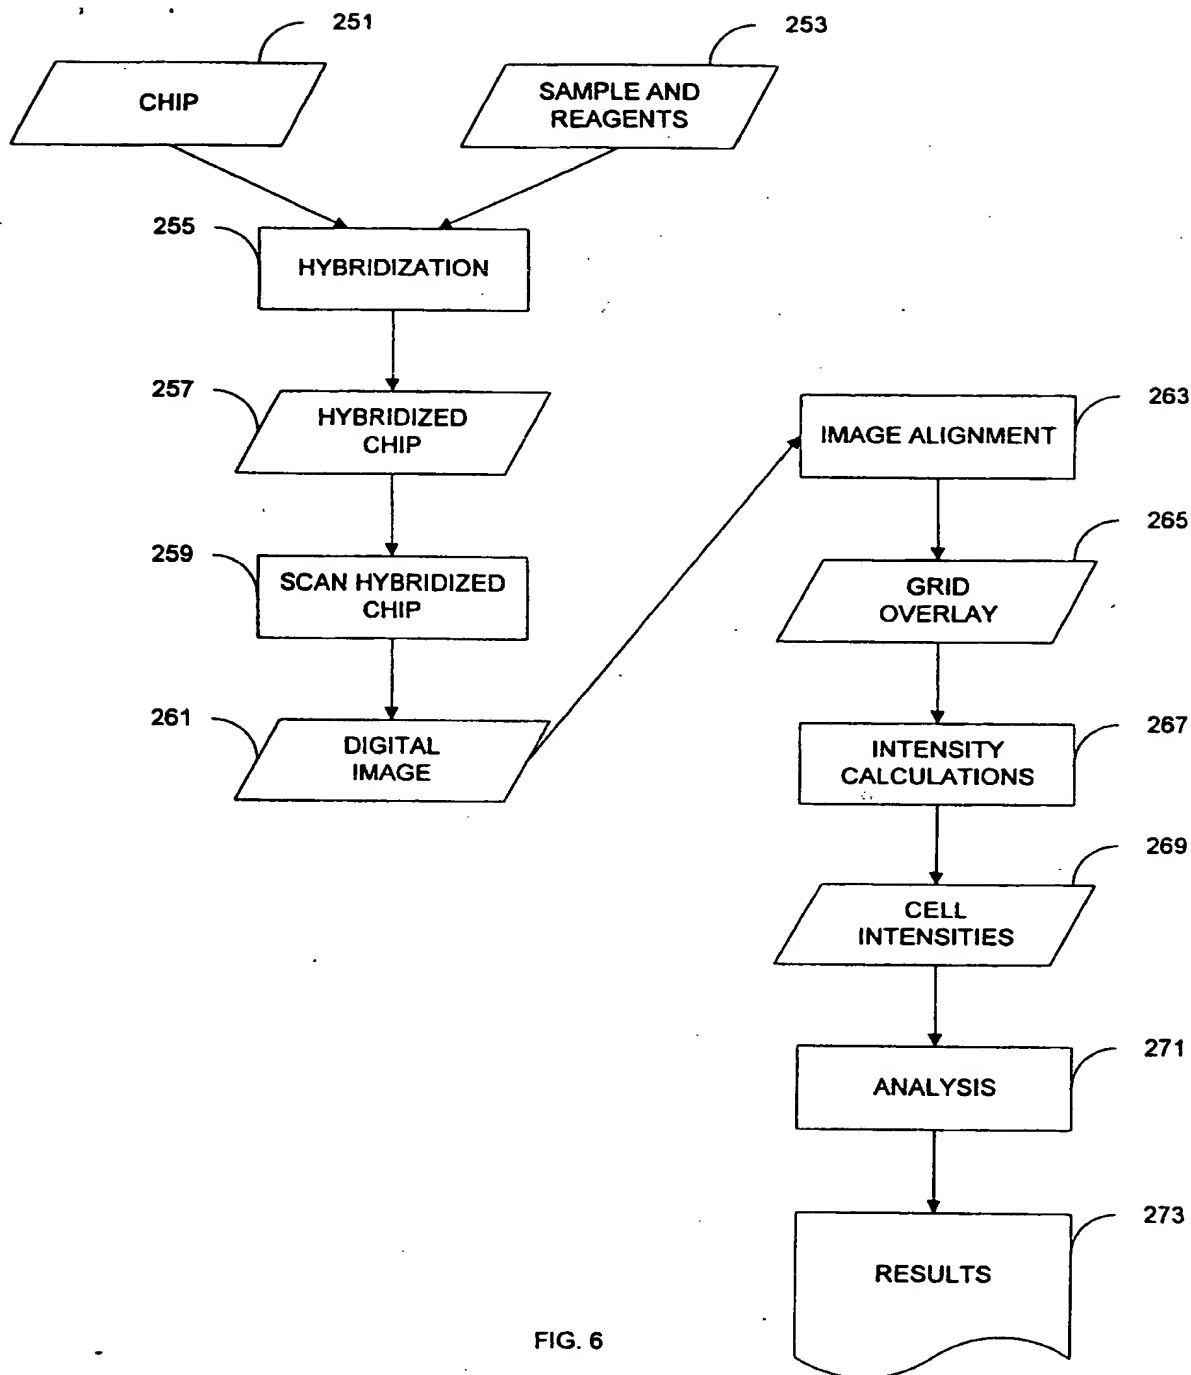 251
CHIP
253
SAMPLE AND
REAGENTS
255
HYBRIDIZATION
257
HYBRIDIZED
CHIP
259
SCAN HYBRIDIZED
CHIP
261
DIGITAL
IMAGE
263
IMAGE ALIGNMENT
265
GRID
OVERLAY
267
INTENSITY
CALCULATIONS
269
CELL
INTENSITIES
271
ANALYSIS
273
RESULTS
FIG. 6